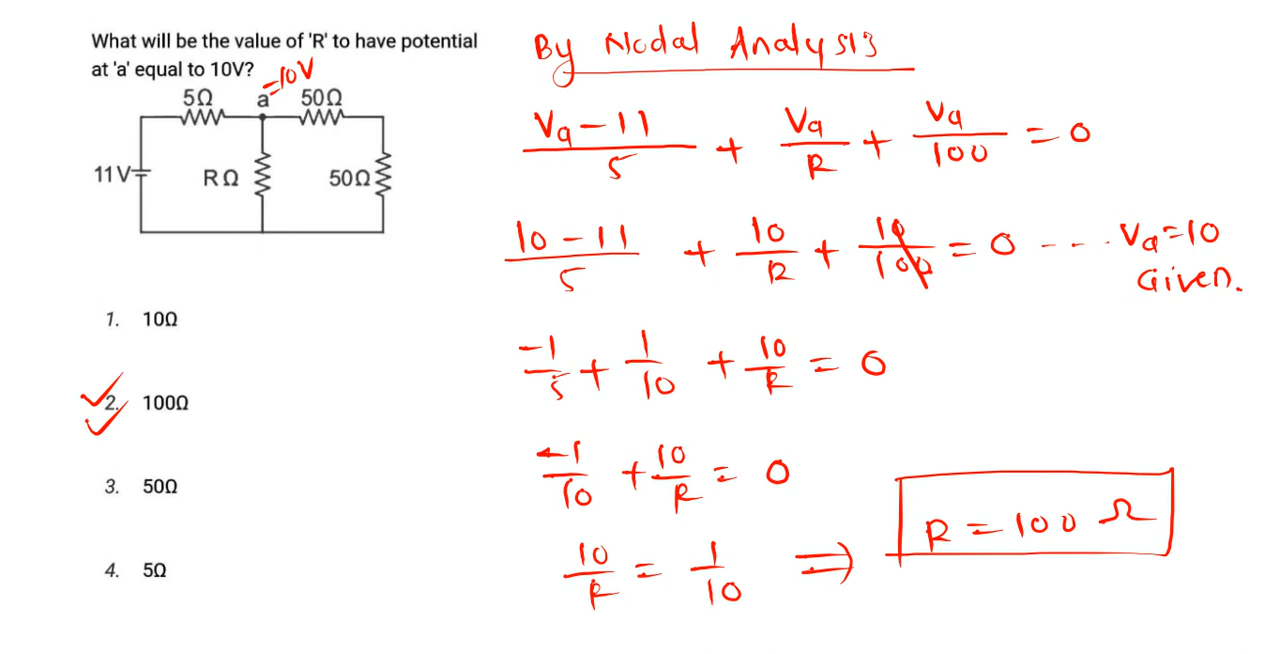 What will be the value of 'R' to have potential
at 'a' equal to 10V?
=10V
5Ω a 50Ω
11V RΩ 50Ω
1. 10Ω
2. 100Ω
3. 50Ω
4. 5Ω
By Nodal Analysis
Va-11/5 + Va/R + Va/100 = 0
10-11/5 + 10/R + 10/100 = 0 --- Va=10
Given.
-1/5 + 1/10 + 10/R = 0
-1/10 + 10/R = 0
10/R = 1/10 ⇒ R = 100 Ω